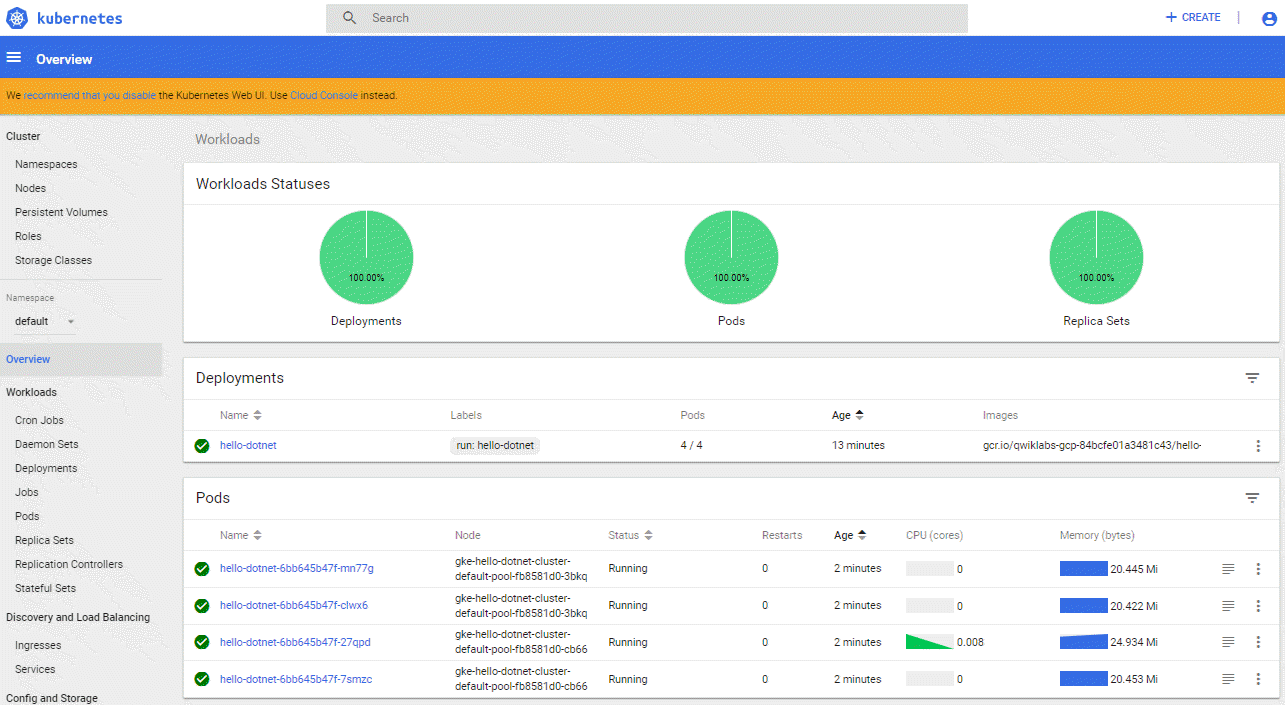 kubernetes
Search
CREATE
Overview
We recommend that you disable the Kubernetes Web UI. Use Cloud Console instead.
Cluster
Namespaces
Nodes
Persistent Volumes
Roles
Storage Classes
Namespace
default
Overview
Workloads
Cron Jobs
Daemon Sets
Deployments
Jobs
Pods
Replica Sets
Replication Controllers
Stateful Sets
Discovery and Load Balancing
Ingresses
Services
Config and Storage
Workloads
Workloads Statuses
100.00% 100.00% 100.00%
Deployments Pods Replica Sets
Deployments
Name Labels Pods Age Images
hello-dotnet run: hello-dotnet 4 / 4 13 minutes gcr.io/qwiklabs-gcp-84bcfe01a3481c43/hello-
Pods
Name Node Status Restarts Age CPU (cores) Memory (bytes)
hello-dotnet-6bb645b47f-mn77g gke-hello-dotnet-cluster-
default-pool-fb8581d0-3bkq Running 0 2 minutes 0 20.445 Mi
hello-dotnet-6bb645b47f-clwx6 gke-hello-dotnet-cluster-
default-pool-fb8581d0-3bkq Running 0 2 minutes 0 20.422 Mi
hello-dotnet-6bb645b47f-27qpd gke-hello-dotnet-cluster-
default-pool-fb8581d0-cb66 Running 0 2 minutes 0.008 24.934 Mi
hello-dotnet-6bb645b47f-7smzc gke-hello-dotnet-cluster-
default-pool-fb8581d0-cb66 Running 0 2 minutes 0 20.453 Mi